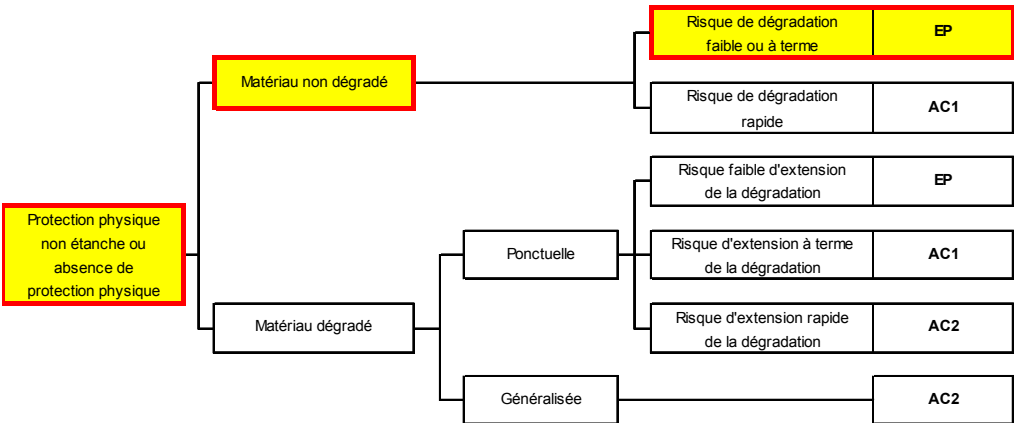 Risque de dégradation
faible ou à terme
EP
Matériau non dégradé
Risque de dégradation
rapide
AC1
Risque faible d'extension
de la dégradation
EP
Protection physique
non étanche ou
absence de
protection physique
Ponctuelle
Risque d'extension à terme
de la dégradation
AC1
Matériau dégradé
Risque d'extension rapide
de la dégradation
AC2
Généralisée
AC2